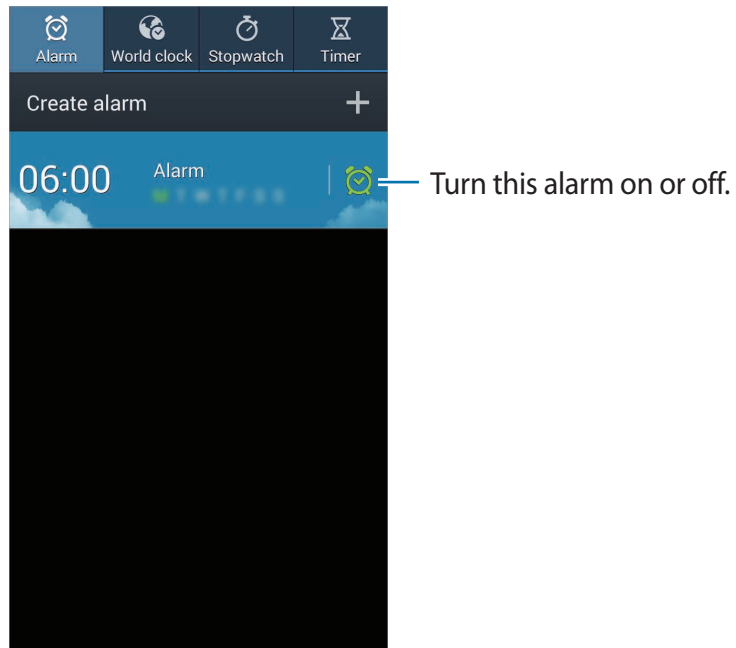 Alarm World clock Stopwatch Timer
Create alarm
06:00 Alarm
Turn this alarm on or off.